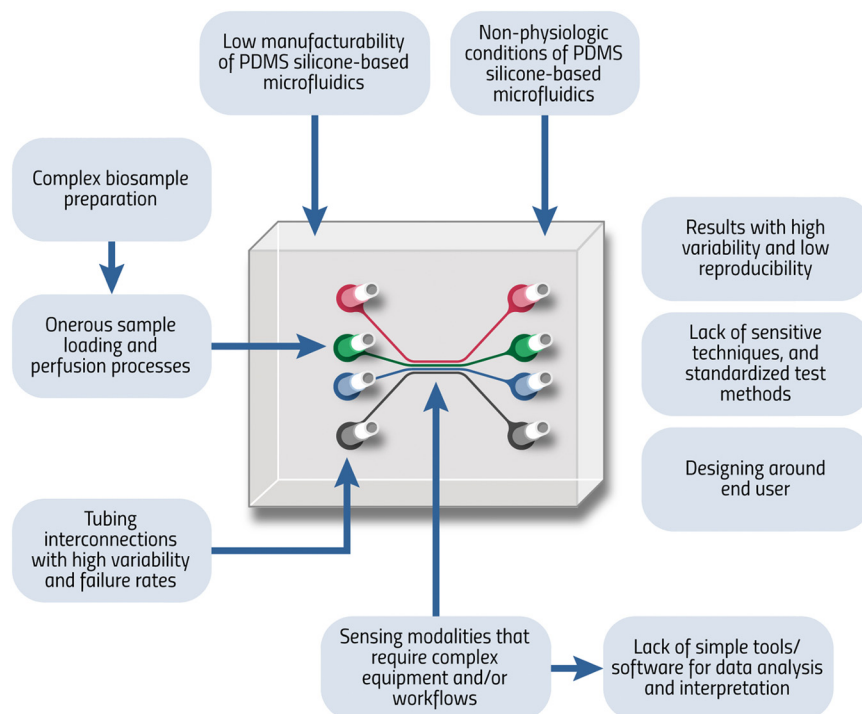 Low manufacturability
of PDMS silicone-based
microfluidics
Non-physiologic
conditions of PDMS
silicone-based
microfluidics
Complex biosample
preparation
Onerous sample
loading and
perfusion processes
Tubing
interconnections
with high variability
and failure rates
Results with high
variability and low
reproducibility
Lack of sensitive
techniques, and
standardized test
methods
Designing around
end user
Sensing modalities that
require complex
equipment and/or
workflows
Lack of simple tools/
software for data analysis
and interpretation